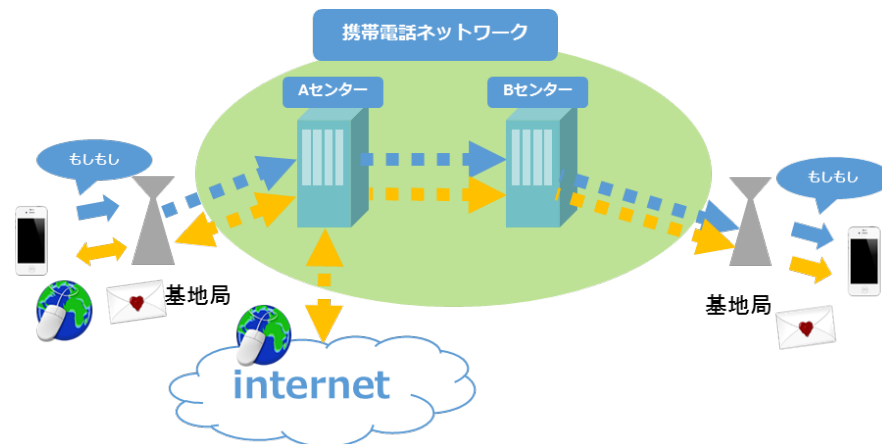 携帯電話ネットワーク
Aセンター
Bセンター
もしもし
もしもし
基地局
基地局
internet